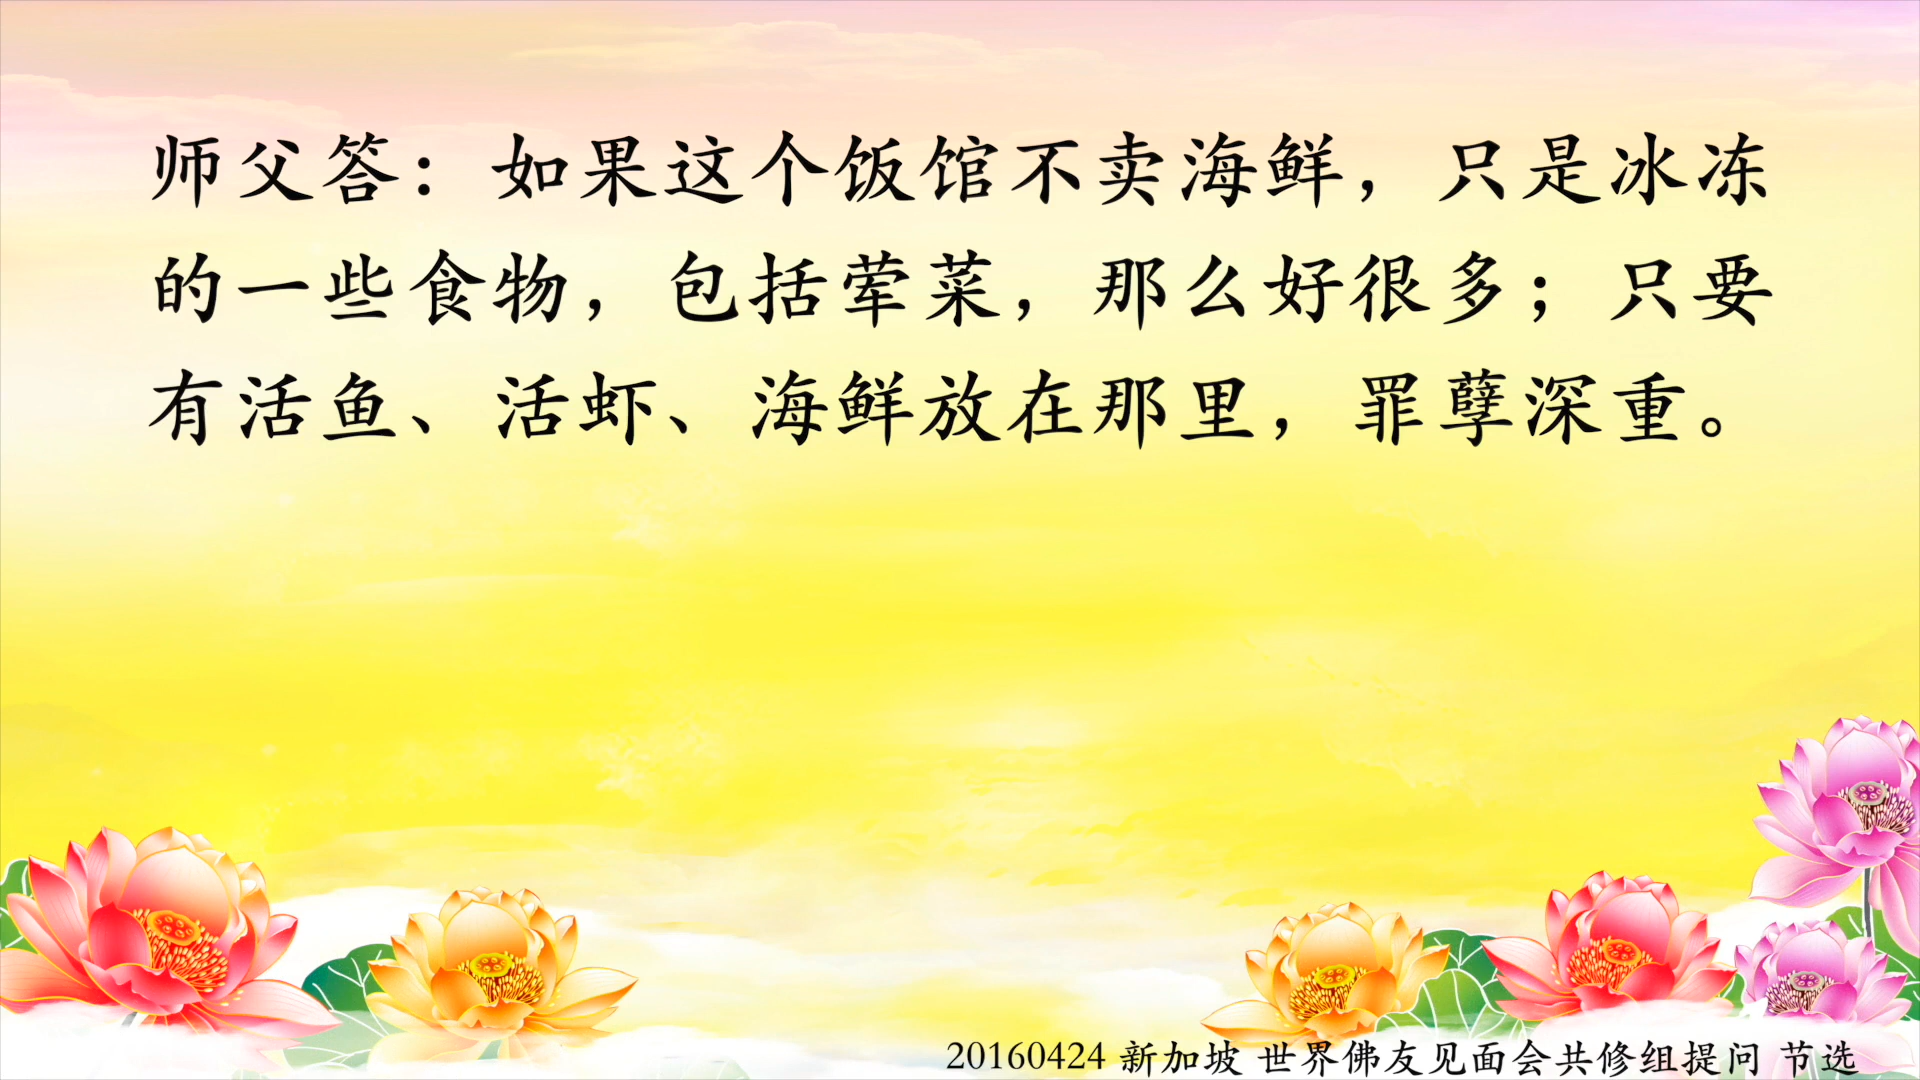 师父答：如果这个饭馆不卖海鲜，只是冰冻
的一些食物，包括荤菜，那么好很多；只要
有活鱼、活虾、海鲜放在那里，罪孽深重。
20160424 新加坡 世界佛友见面会共修组提问 节选